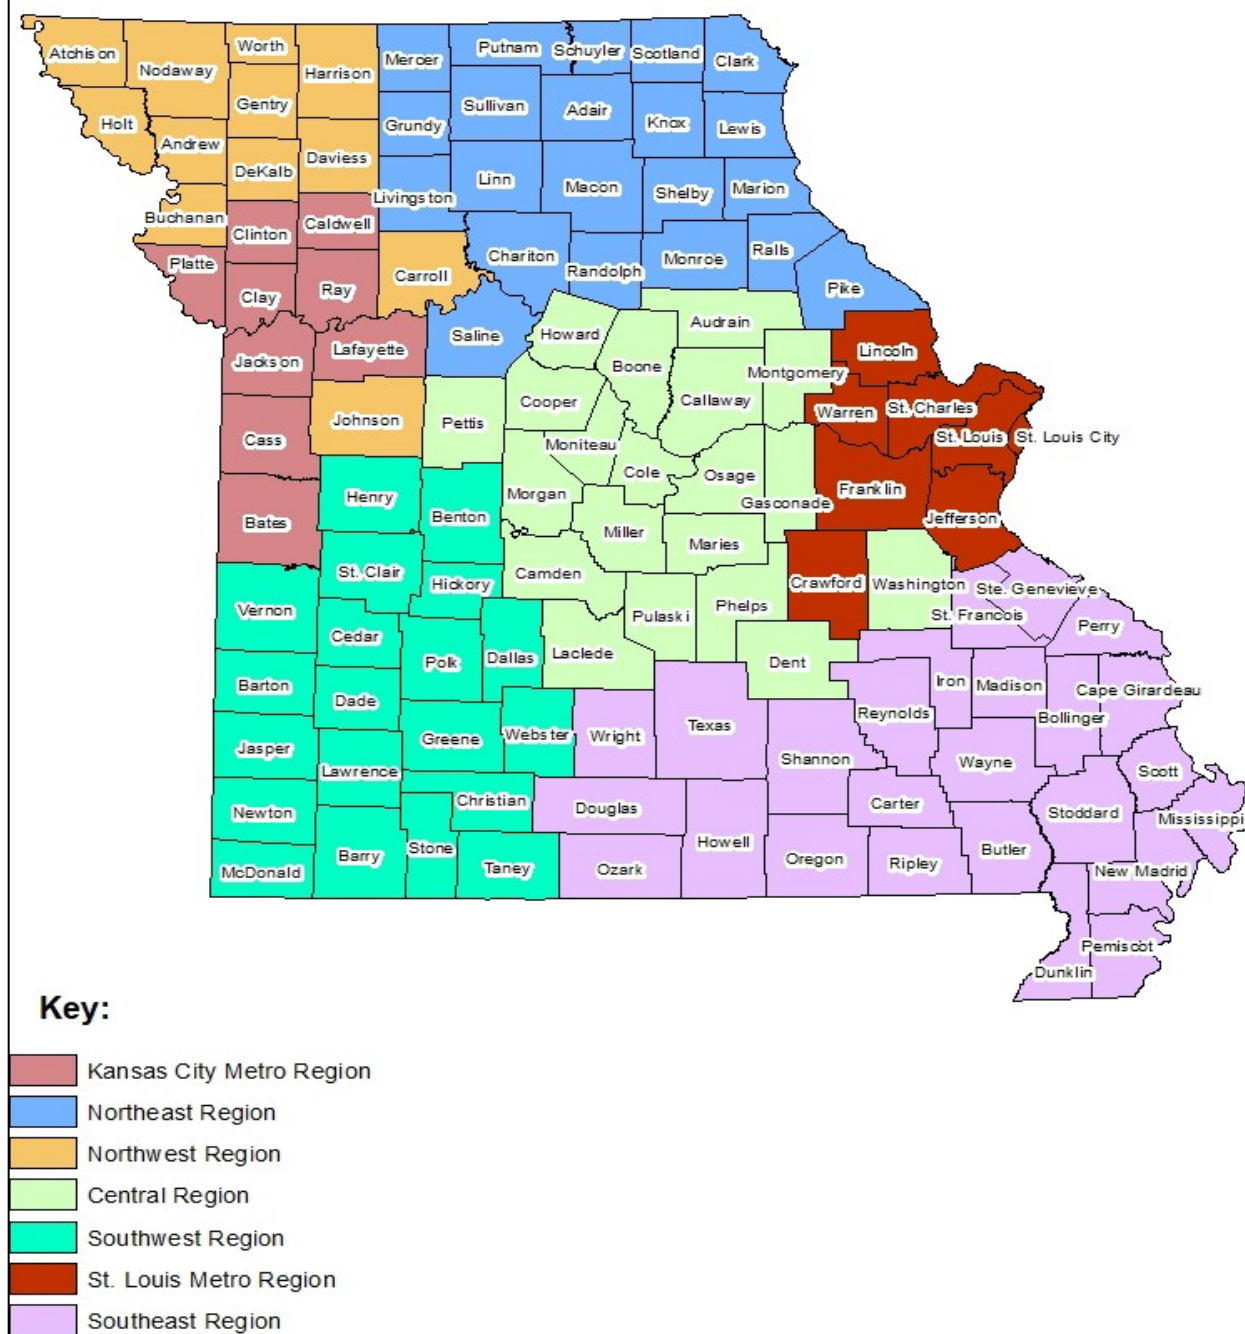 Atchison
Nodaway
Worth
Harrison
Mercer
Putnam
Schuyler
Scotland
Clark
Holt
Gentry
Sullivan
Adair
Knox
Lewis
Andrew
DeKalb
Daviess
Grundy
Linn
Macon
Shelby
Marion
Buchanan
Clinton
Caldwell
Livingston
Chariton
Randolph
Monroe
Ralls
Platte
Clay
Ray
Carroll
Pike
Jackson
Lafayette
Saline
Howard
Boone
Audrain
Lincoln
Cass
Johnson
Pettis
Cooper
Callaway
Montgomery
Warren
St. Charles
Moniteau
St. Louis
St. Louis City
Bates
Henry
Benton
Morgan
Cole
Osage
Gasconade
Franklin
Jefferson
Miller
Maries
St. Clair
Hickory
Camden
Crawford
Washington
Ste. Genevieve
Vernon
Cedar
Polk
Dallas
Laclede
Pulaski
Phelps
St. Francois
Perry
Dent
Barton
Dade
Greene
Webster
Wright
Texas
Reynolds
Iron
Madison
Bollinger
Cape Girardeau
Jasper
Lawrence
Shannon
Wayne
Scott
Newton
Christian
Douglas
Carter
Stoddard
Mississippi
McDonald
Barry
Stone
Taney
Ozark
Howell
Oregon
Ripley
Butler
New Madrid
Pemiscot
Dunklin
Key:
Kansas City Metro Region
Northeast Region
Northwest Region
Central Region
Southwest Region
St. Louis Metro Region
Southeast Region